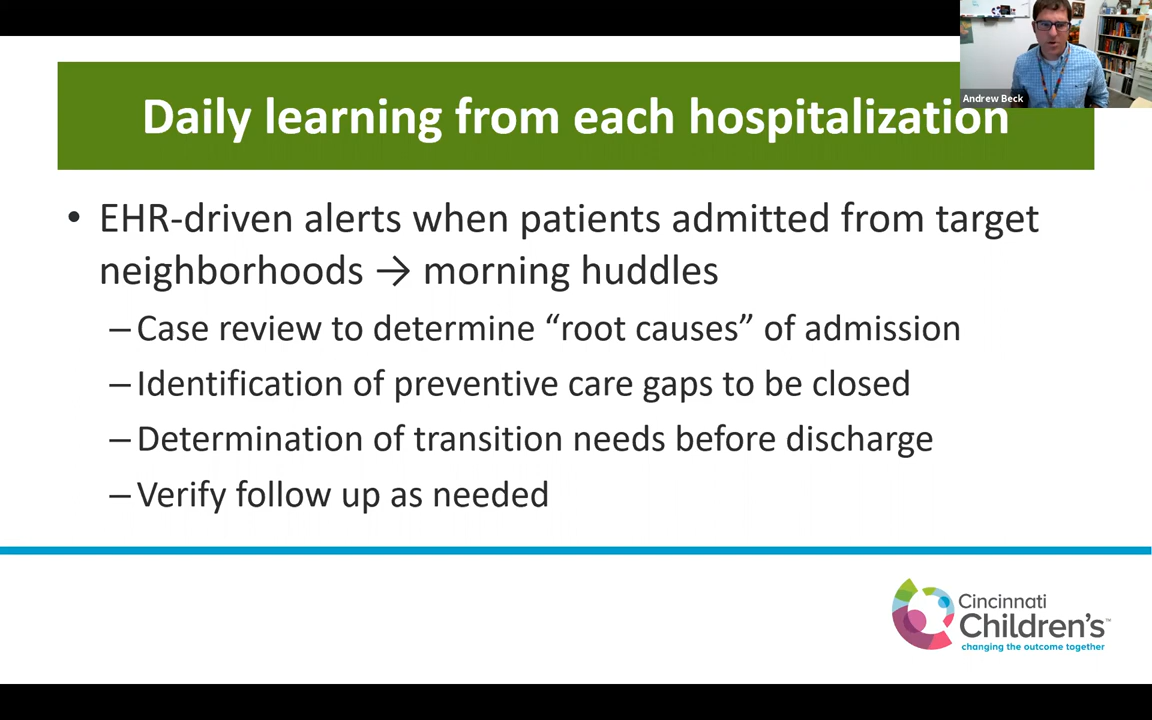 Daily learning from each hospitalization
Andrew Beck
• EHR-driven alerts when patients admitted from target
neighborhoods → morning huddles
–Case review to determine “root causes” of admission
–Identification of preventive care gaps to be closed
–Determination of transition needs before discharge
–Verify follow up as needed
Cincinnati
Children's™
changing the outcome together